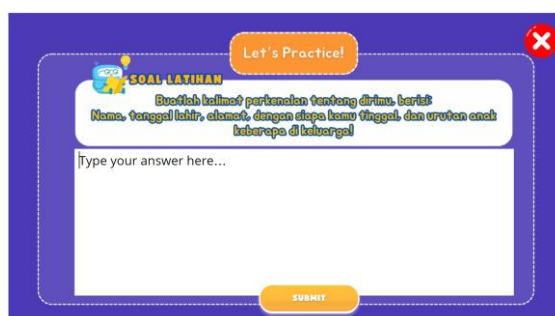 Let's Practice!
SOAL LATIHAN
Buatlah kalimat perkenalan tentang dirimu, berisi:
Nama, tanggal lahir, alamat, dengan siapa kamu tinggal, dan urutan anak
keberapa di keluarga!
Type your answer here...
SUBMIT